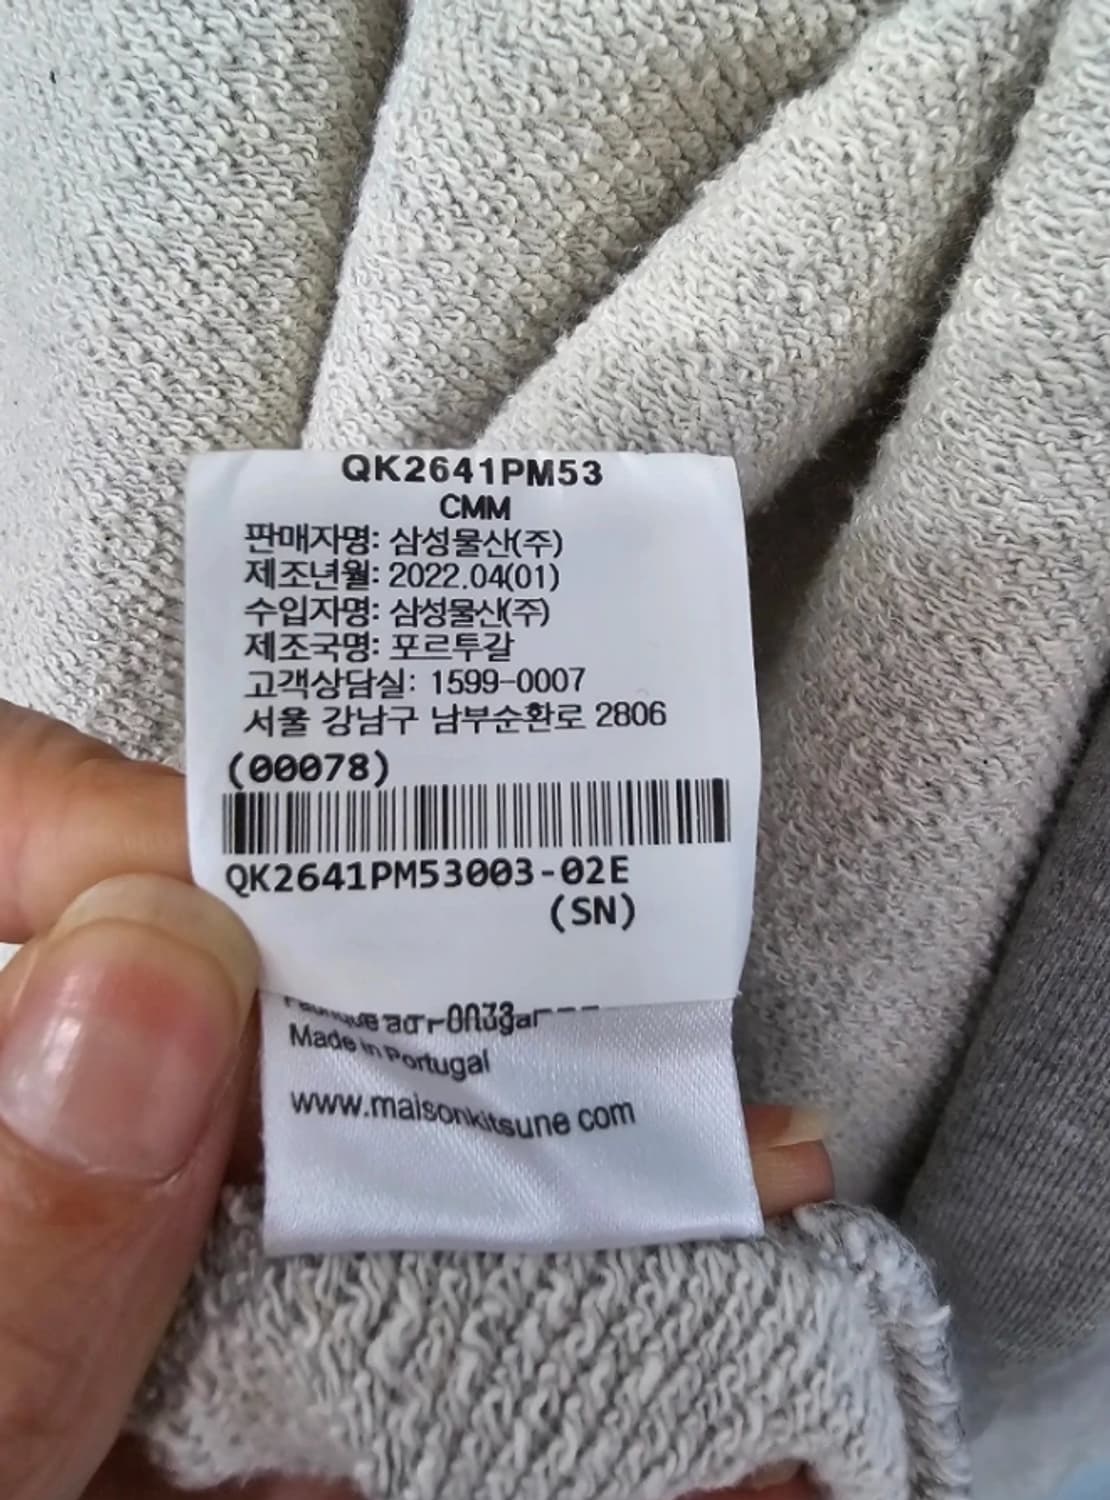 QK2641PM53
CMM
판매자명: 삼성물산(주)
제조년월: 2022.04(01)
수입자명: 삼성물산(주)
제조국명: 포르투갈
고객상담실: 1599-0007
서울 강남구 남부순환로 2806
(00078)
QK2641PM53003-02E
(SN)
Made in Portugal
www.maisonkitsune.com